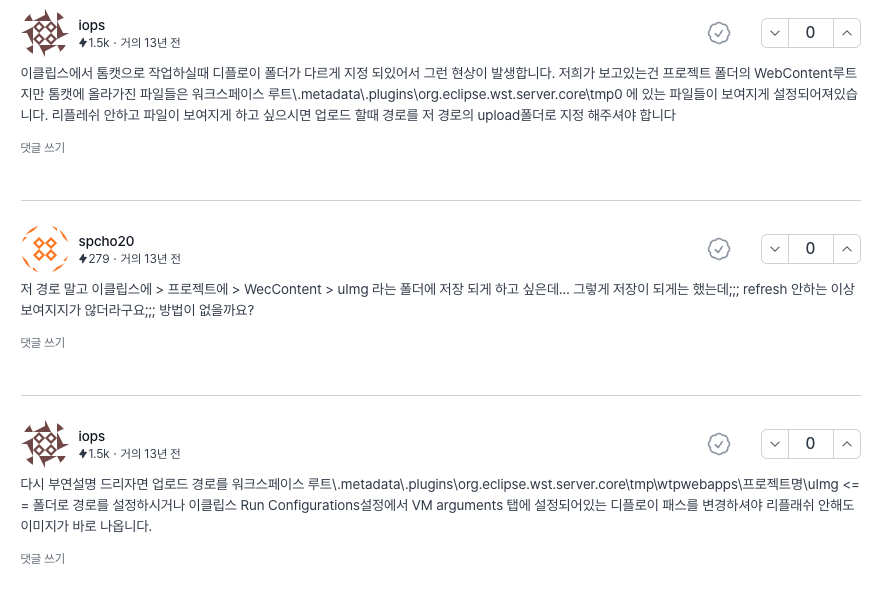 iops
1.5k · 거의 13년 전
0
이클립스에서 톰캣으로 작업하실때 디플로이 폴더가 다르게 지정 되있어서 그런 현상이 발생합니다. 저희가 보고있는건 프로젝트 폴더의 WebContent루트
지만 톰캣에 올라가진 파일들은 워크스페이스 루트\.metadata\.plugins\org.eclipse.wst.server.core\tmp0 에 있는 파일들이 보여지게 설정되어져있습
니다. 리플레쉬 안하고 파일이 보여지게 하고 싶으시면 업로드 할때 경로를 저 경로의 upload폴더로 지정 해주셔야 합니다
댓글 쓰기
spcho20
279 · 거의 13년 전
0
저 경로 말고 이클립스에 > 프로젝트에 > WecContent > uImg 라는 폴더에 저장 되게 하고 싶은데... 그렇게 저장이 되게는 했는데;;; refresh 안하는 이상
보여지지가 않더라구요;;; 방법이 없을까요?
댓글 쓰기
iops
1.5k · 거의 13년 전
0
다시 부연설명 드리자면 업로드 경로를 워크스페이스 루트\.metadata\.plugins\org.eclipse.wst.server.core\tmp\wtpwebapps\프로젝트명\uImg <=
= 폴더로 경로를 설정하시거나 이클립스 Run Configurations설정에서 VM arguments 탭에 설정되어있는 디플로이 패스를 변경하셔야 리플래쉬 안해도
이미지가 바로 나옵니다.
댓글 쓰기